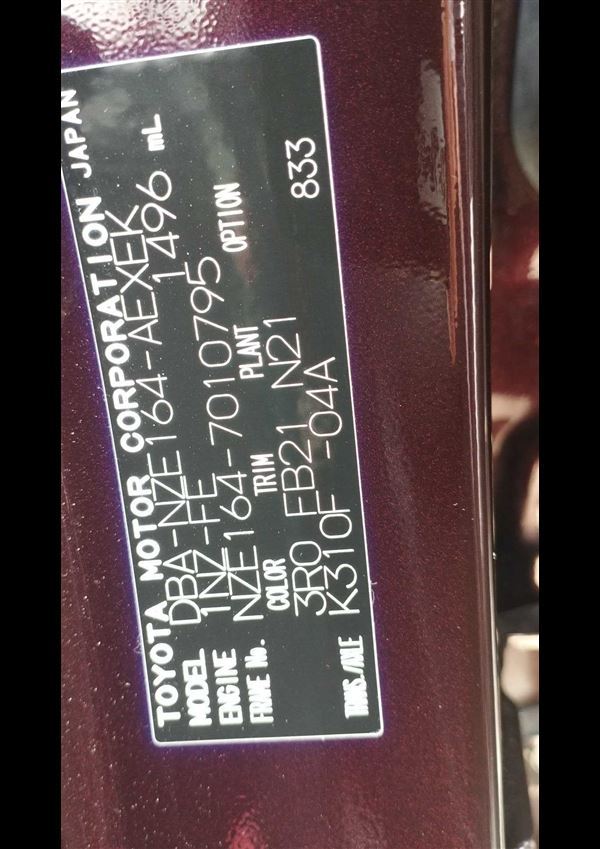 TOYOTA MOTOR CORPORATION JAPAN
MODEL DBA-NZE164-AEXEK
ENGINE 1NZ-FE 1496 mL
FRAME No. NZE164-7010795
COLOR TRIM PLANT OPTION
3R0 FB21 N21 833
TRANS./AXLE K310F -04A